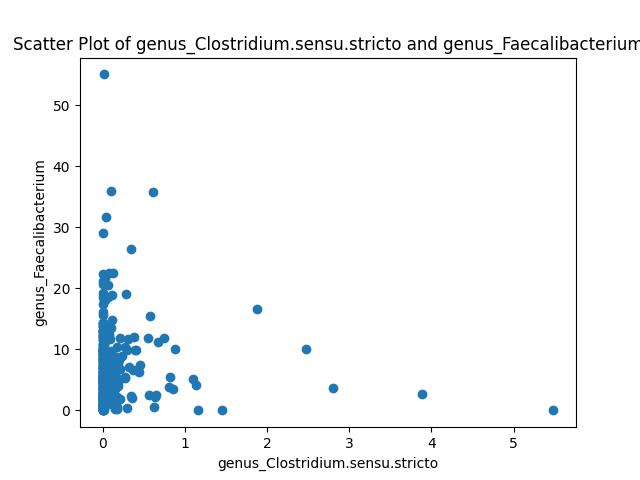 Scatter Plot of genus_Clostridium.sensu.stricto and genus_Faecalibacterium
50
40
30
20
10
0
genus_Faecalibacterium
0 1 2 3 4 5
genus_Clostridium.sensu.stricto